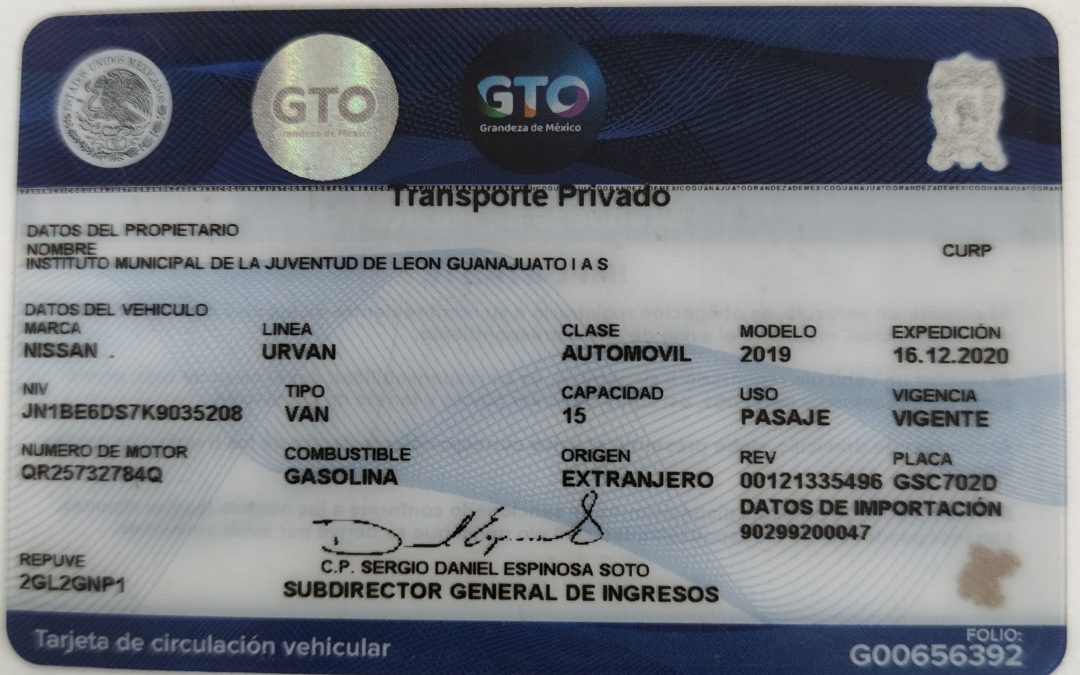 ESTADOS UNIDOS MEXICANOS
GTO
Grandeza de México
GTO
Grandeza de México
Transporte Privado
DATOS DEL PROPIETARIO
NOMBRE CURP
INSTITUTO MUNICIPAL DE LA JUVENTUD DE LEON GUANAJUATO I A S
DATOS DEL VEHICULO
MARCA LINEA CLASE MODELO EXPEDICIÓN
NISSAN . URVAN AUTOMOVIL 2019 16.12.2020
NIV TIPO CAPACIDAD USO VIGENCIA
JN1BE6DS7K9035208 VAN 15 PASAJE VIGENTE
NUMERO DE MOTOR COMBUSTIBLE ORIGEN REV PLACA
QR25732784Q GASOLINA EXTRANJERO 00121335496 GSC702D
DATOS DE IMPORTACIÓN
90299200047
REPUVE C.P. SERGIO DANIEL ESPINOSA SOTO
2GL2GNP1 SUBDIRECTOR GENERAL DE INGRESOS
Tarjeta de circulación vehicular
FOLIO:
G00656392